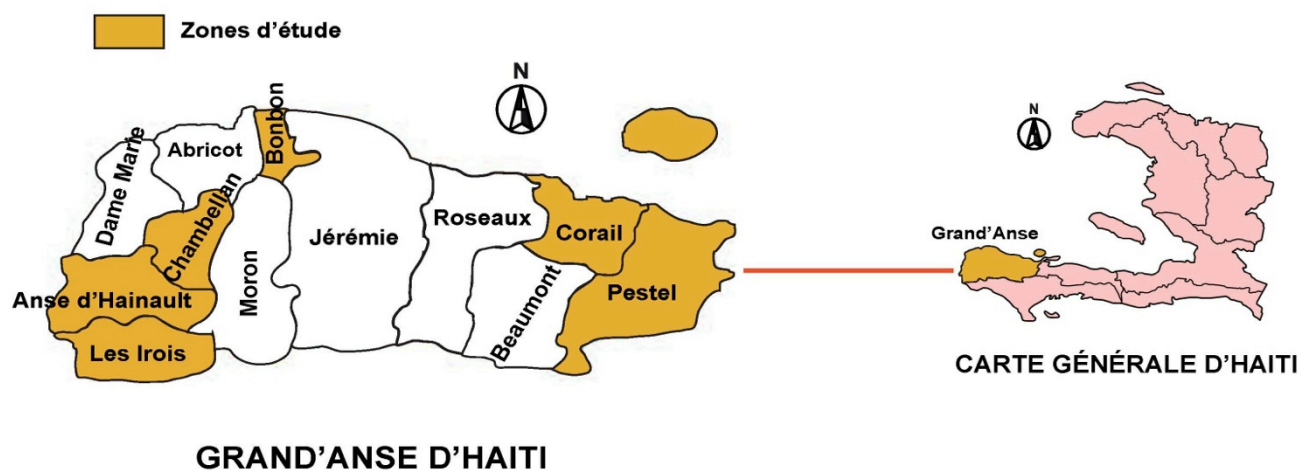 Zones d'étude
N
Dame Marie
Abricot
Bonbon
Chambellan
Anse d'Hainault
Les Irois
Moron
Jérémie
Roseaux
Corail
Beaumont
Pestel
GRAND'ANSE D'HAITI
N
Grand'Anse
CARTE GÉNÉRALE D'HAITI